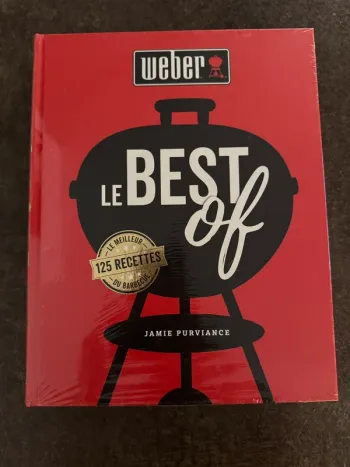 weber
LE BEST
of
LE MEILLEUR
125 RECETTES
DU BARBECUE
JAMIE PURVIANCE